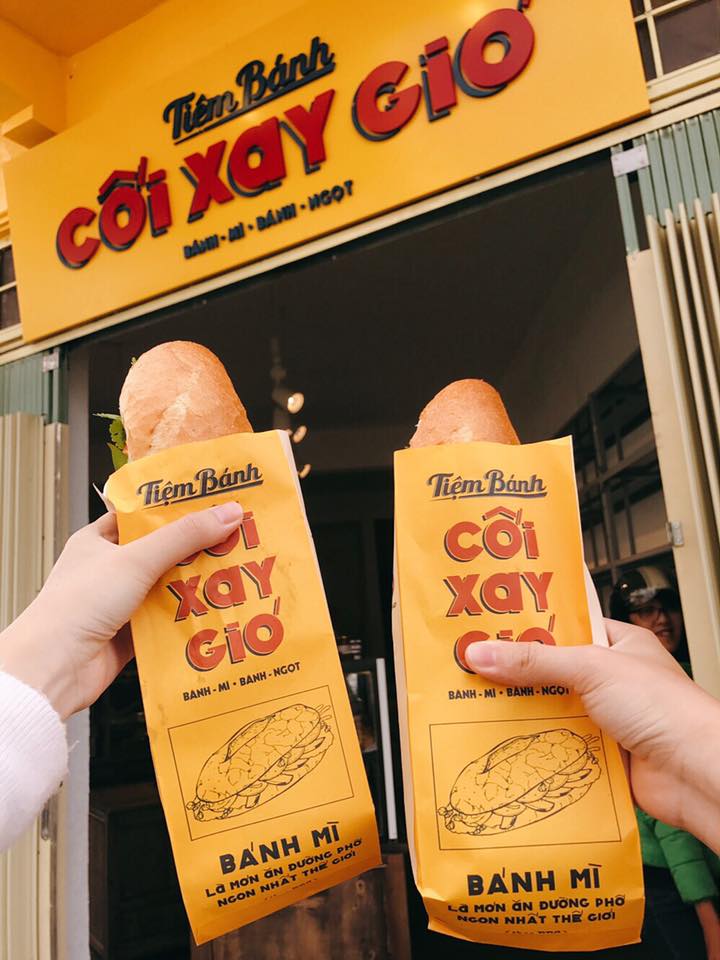 Tiệm Bánh
CỐI XAY GIÓ
BÁNH - MÌ • BÁNH - NGỌT
Tiệm Bánh
CỐI
XAY
GIÓ
BÁNH - MÌ • BÁNH - NGỌT
BÁNH MÌ
LÀ MÓN ĂN ĐƯỜNG PHỐ
NGON NHẤT THẾ GIỚI
Tiệm Bánh
CỐI
XAY
GIÓ
BÁNH - MÌ • BÁNH - NGỌT
BÁNH MÌ
LÀ MÓN ĂN ĐƯỜNG PHỐ
NGON NHẤT THẾ GIỚI